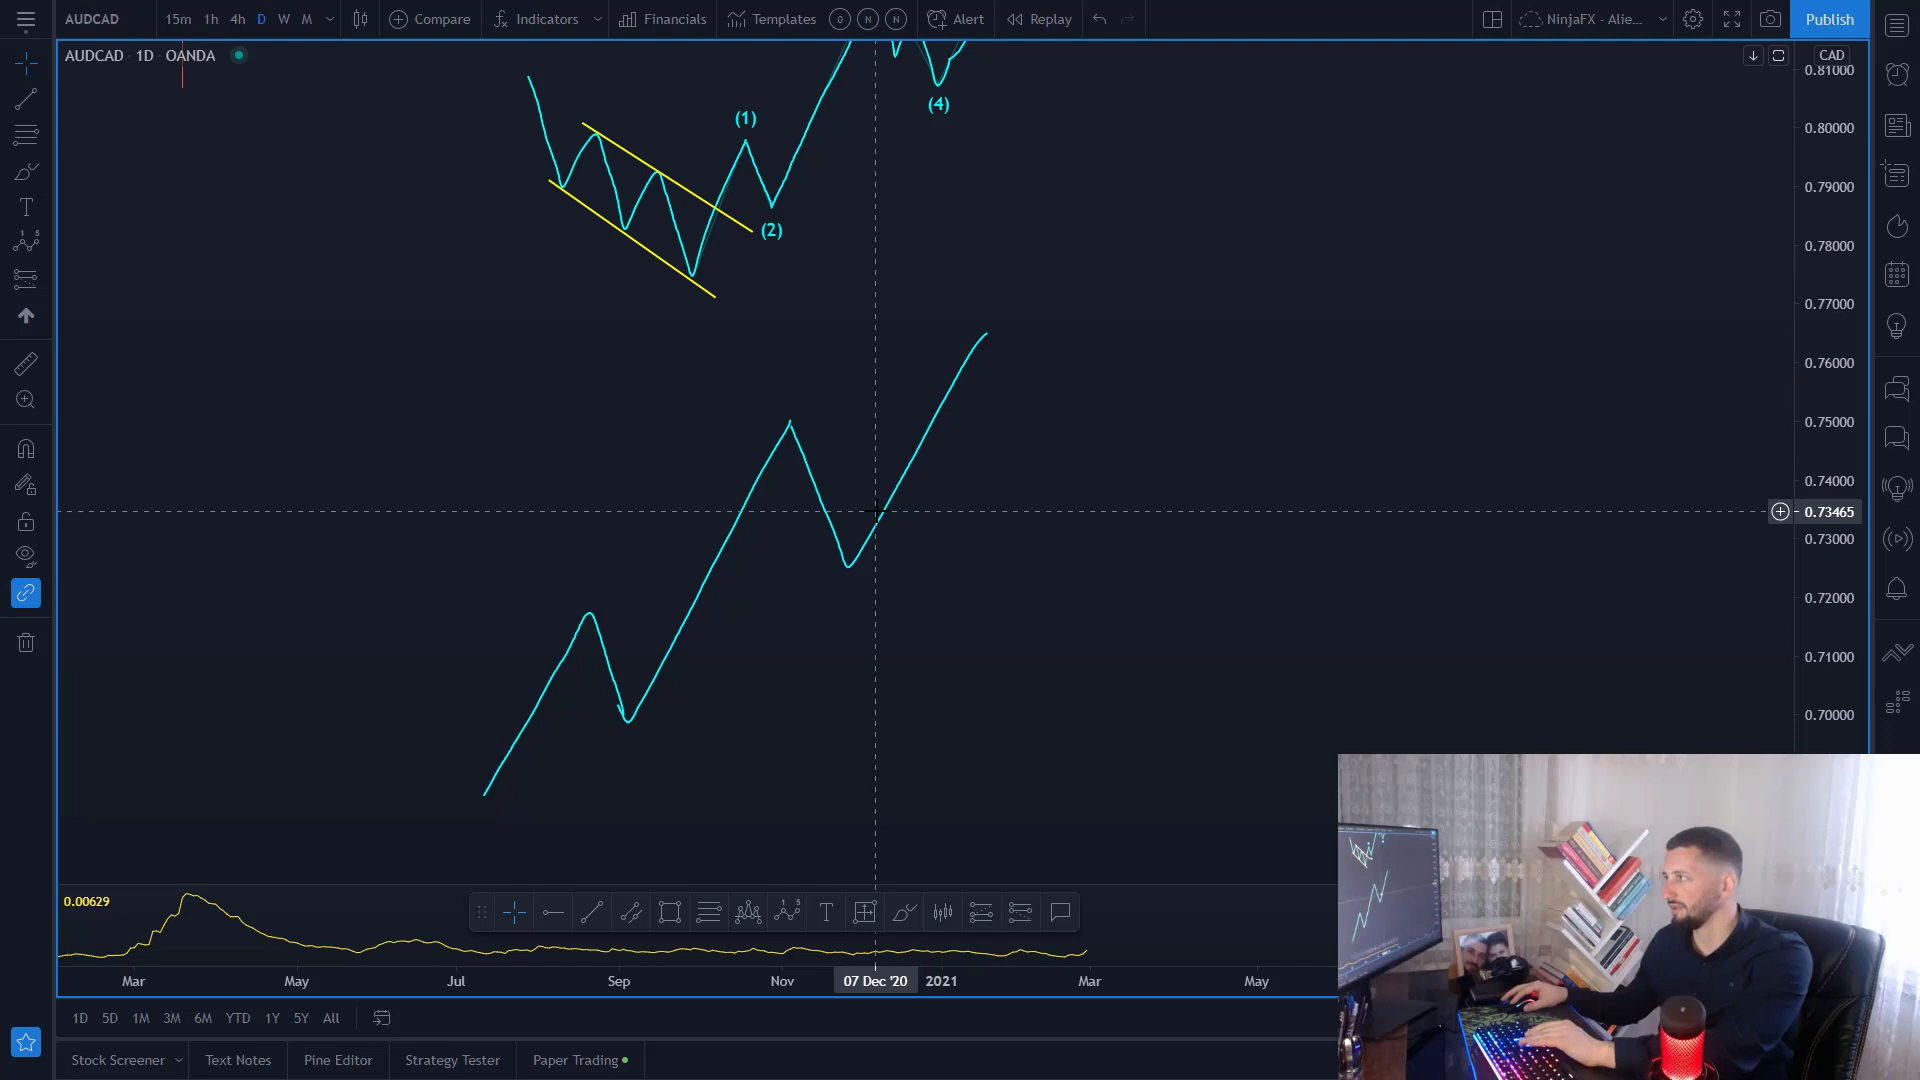 AUDCAD 15m 1h 4h D W M Compare Indicators Financials Templates O N N Alert Replay NinjaFX - Alie... Publish
AUDCAD · 1D · OANDA
CAD
0.81000
0.80000
0.79000
0.78000
0.77000
0.76000
0.75000
0.74000
0.73465
0.73000
0.72000
0.71000
0.70000
(4)
(1)
(2)
0.00629
Mar May Jul Sep Nov 07 Dec '20 2021 Mar May
1D 5D 1M 3M 6M YTD 1Y 5Y All
Stock Screener Text Notes Pine Editor Strategy Tester Paper Trading